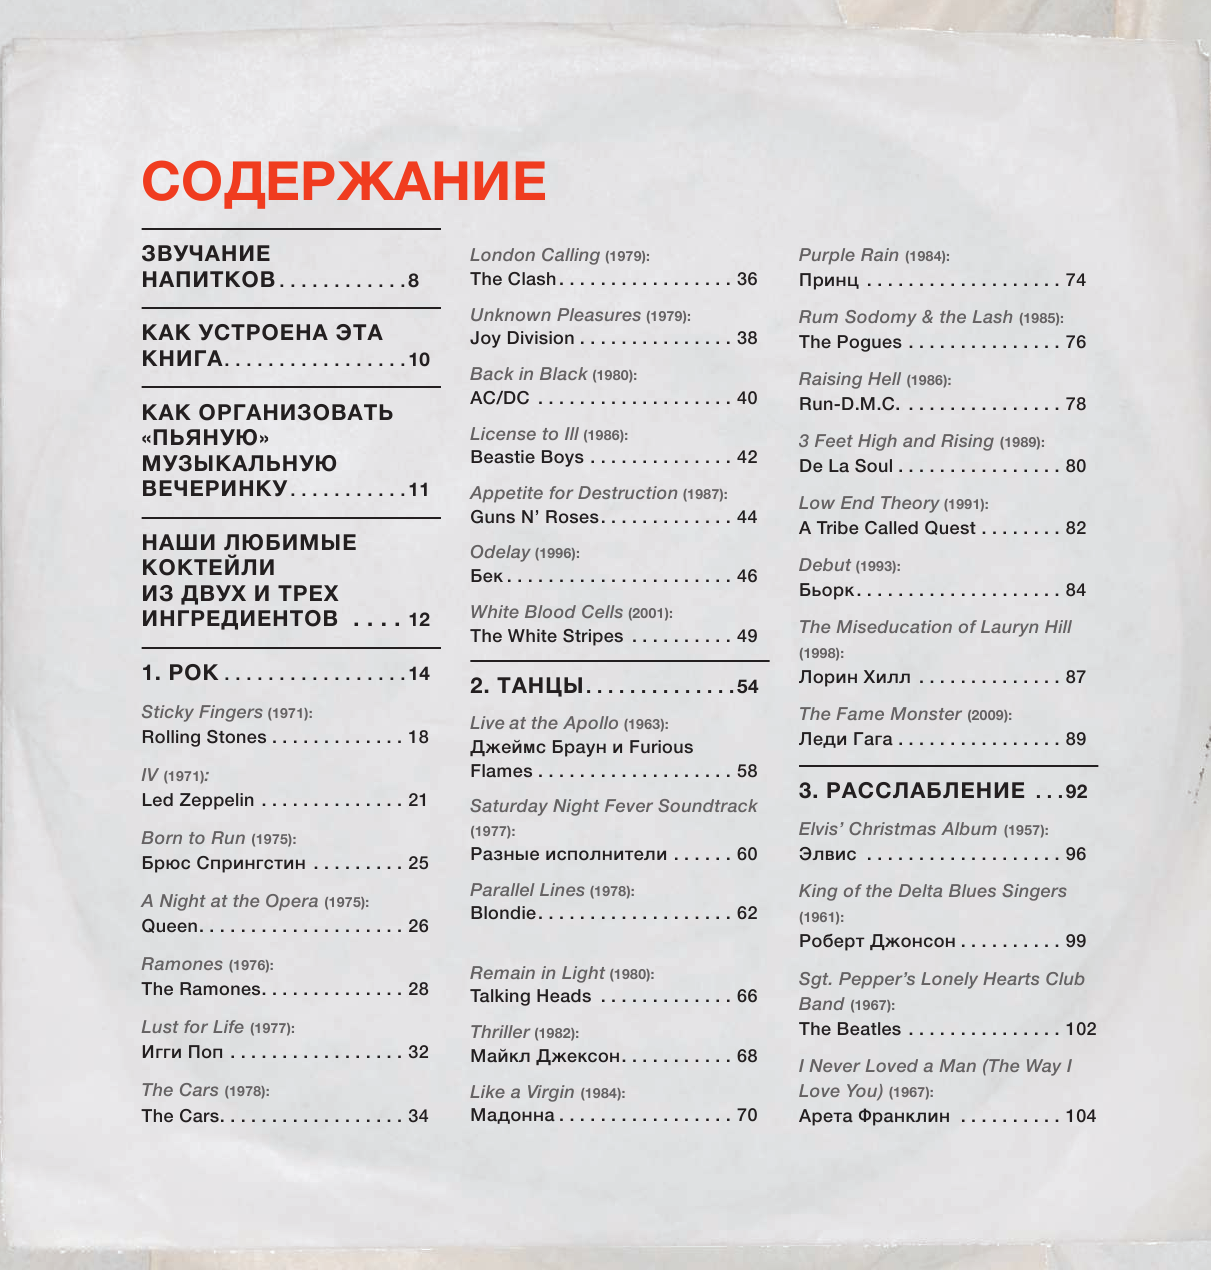 СОДЕРЖАНИЕ
ЗВУЧАНИЕ
НАПИТКОВ . . . . . . . . . . . . 8
КАК УСТРОЕНА ЭТА
КНИГА. . . . . . . . . . . . . . . . . 10
КАК ОРГАНИЗОВАТЬ
«ПЬЯНУЮ»
МУЗЫКАЛЬНУЮ
ВЕЧЕРИНКУ . . . . . . . . . . . 11
НАШИ ЛЮБИМЫЕ
КОКТЕЙЛИ
ИЗ ДВУХ И ТРЕХ
ИНГРЕДИЕНТОВ . . . . 12
1. РОК . . . . . . . . . . . . . . . . . 14
Sticky Fingers (1971):
Rolling Stones . . . . . . . . . . . . . 18
IV (1971):
Led Zeppelin . . . . . . . . . . . . . . 21
Born to Run (1975):
Брюс Спрингстин . . . . . . . . . 25
A Night at the Opera (1975):
Queen. . . . . . . . . . . . . . . . . . . . 26
Ramones (1976):
The Ramones. . . . . . . . . . . . . . 28
Lust for Life (1977):
Игги Поп . . . . . . . . . . . . . . . . . 32
The Cars (1978):
The Cars. . . . . . . . . . . . . . . . . . 34
London Calling (1979):
The Clash . . . . . . . . . . . . . . . . . 36
Unknown Pleasures (1979):
Joy Division . . . . . . . . . . . . . . . 38
Back in Black (1980):
AC/DC . . . . . . . . . . . . . . . . . . . 40
License to Ill (1986):
Beastie Boys . . . . . . . . . . . . . . 42
Appetite for Destruction (1987):
Guns N’ Roses. . . . . . . . . . . . . 44
Odelay (1996):
Бек . . . . . . . . . . . . . . . . . . . . . . 46
White Blood Cells (2001):
The White Stripes . . . . . . . . . . 49
2. ТАНЦЫ. . . . . . . . . . . . . . 54
Live at the Apollo (1963):
Джеймс Браун и Furious
Flames . . . . . . . . . . . . . . . . . . . 58
Saturday Night Fever Soundtrack
(1977):
Разные исполнители . . . . . . 60
Parallel Lines (1978):
Blondie. . . . . . . . . . . . . . . . . . . 62
Remain in Light (1980):
Talking Heads . . . . . . . . . . . . . 66
Thriller (1982):
Майкл Джексон. . . . . . . . . . . 68
Like a Virgin (1984):
Мадонна . . . . . . . . . . . . . . . . . 70
Purple Rain (1984):
Принц . . . . . . . . . . . . . . . . . . . 74
Rum Sodomy & the Lash (1985):
The Pogues . . . . . . . . . . . . . . . 76
Raising Hell (1986):
Run-D.M.C. . . . . . . . . . . . . . . . 78
3 Feet High and Rising (1989):
De La Soul . . . . . . . . . . . . . . . . 80
Low End Theory (1991):
A Tribe Called Quest . . . . . . . . 82
Debut (1993):
Бьорк. . . . . . . . . . . . . . . . . . . . 84
The Miseducation of Lauryn Hill
(1998):
Лорин Хилл . . . . . . . . . . . . . . 87
The Fame Monster (2009):
Леди Гага . . . . . . . . . . . . . . . . 89
3. РАССЛАБЛЕНИЕ . . . 92
Elvis’ Christmas Album (1957):
Элвис . . . . . . . . . . . . . . . . . . . 96
King of the Delta Blues Singers
(1961):
Роберт Джонсон . . . . . . . . . . 99
Sgt. Pepper’s Lonely Hearts Club
Band (1967):
The Beatles . . . . . . . . . . . . . . . 102
I Never Loved a Man (The Way I
Love You) (1967):
Арета Франклин . . . . . . . . . . 104